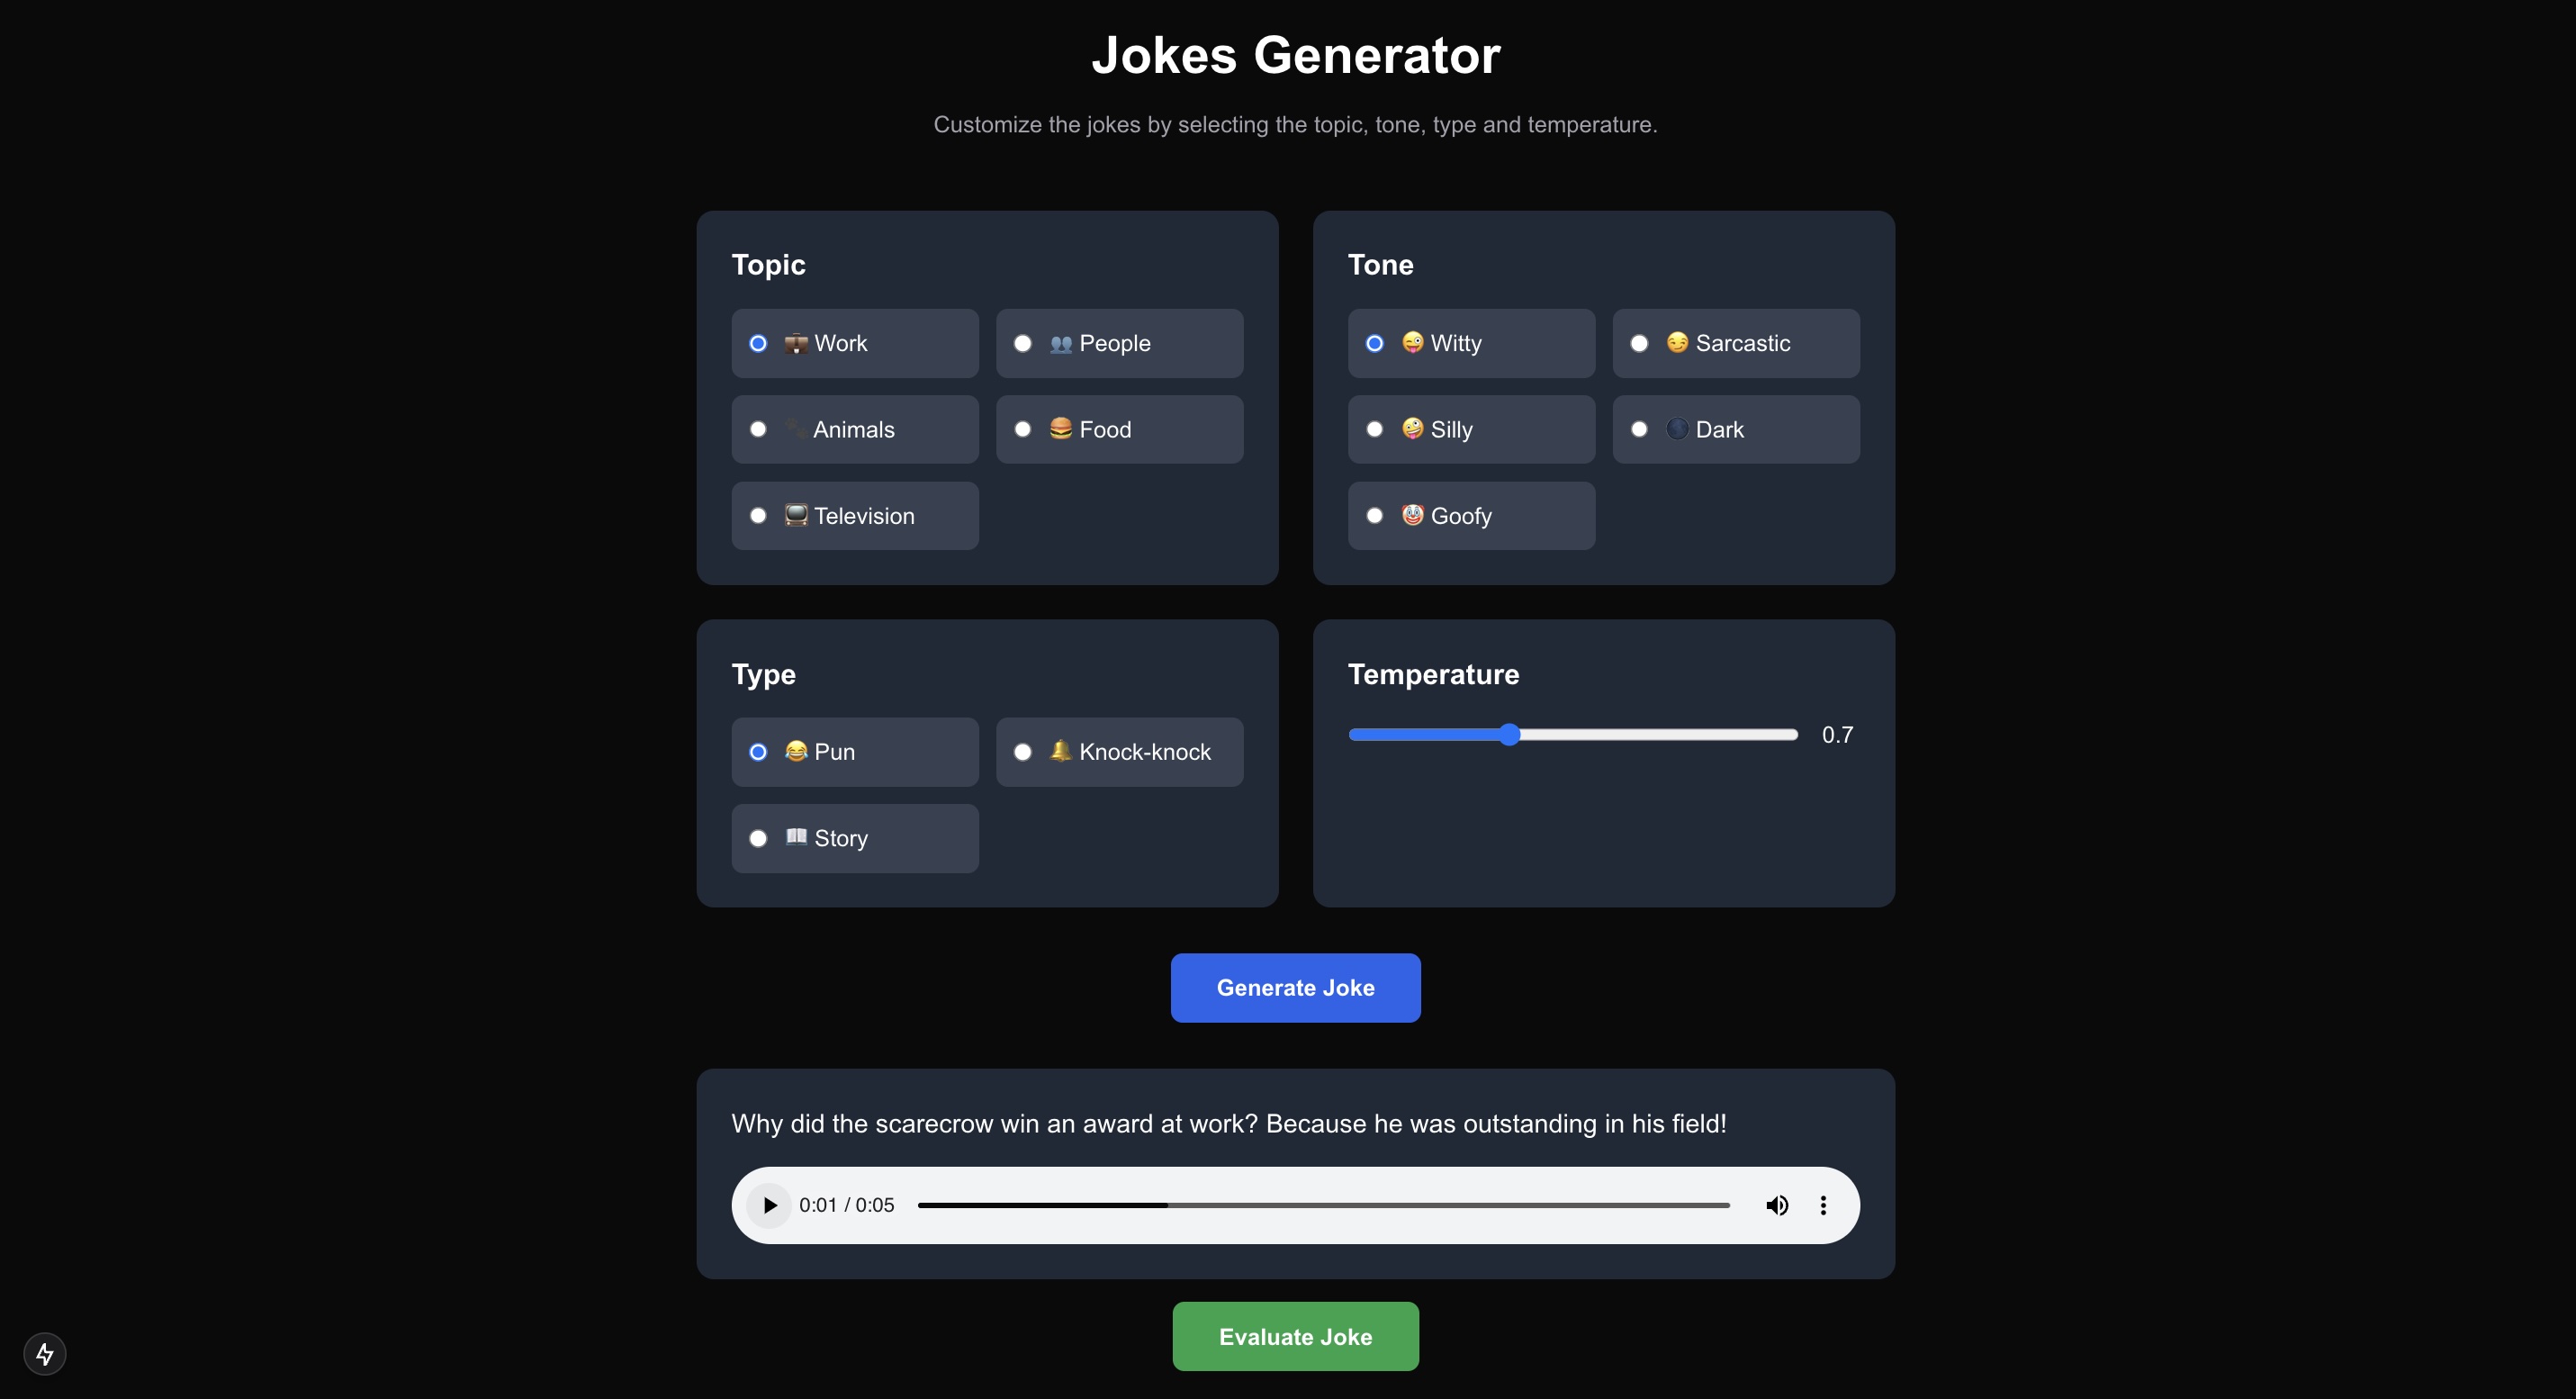 Jokes Generator
Customize the jokes by selecting the topic, tone, type and temperature.
Topic
💼 Work
👥 People
🐾 Animals
🍔 Food
📺 Television
Tone
😜 Witty
😏 Sarcastic
🤪 Silly
🌑 Dark
🤡 Goofy
Type
😂 Pun
🔔 Knock-knock
📖 Story
Temperature
0.7
Generate Joke
Why did the scarecrow win an award at work? Because he was outstanding in his field!
0:01 / 0:05
Evaluate Joke